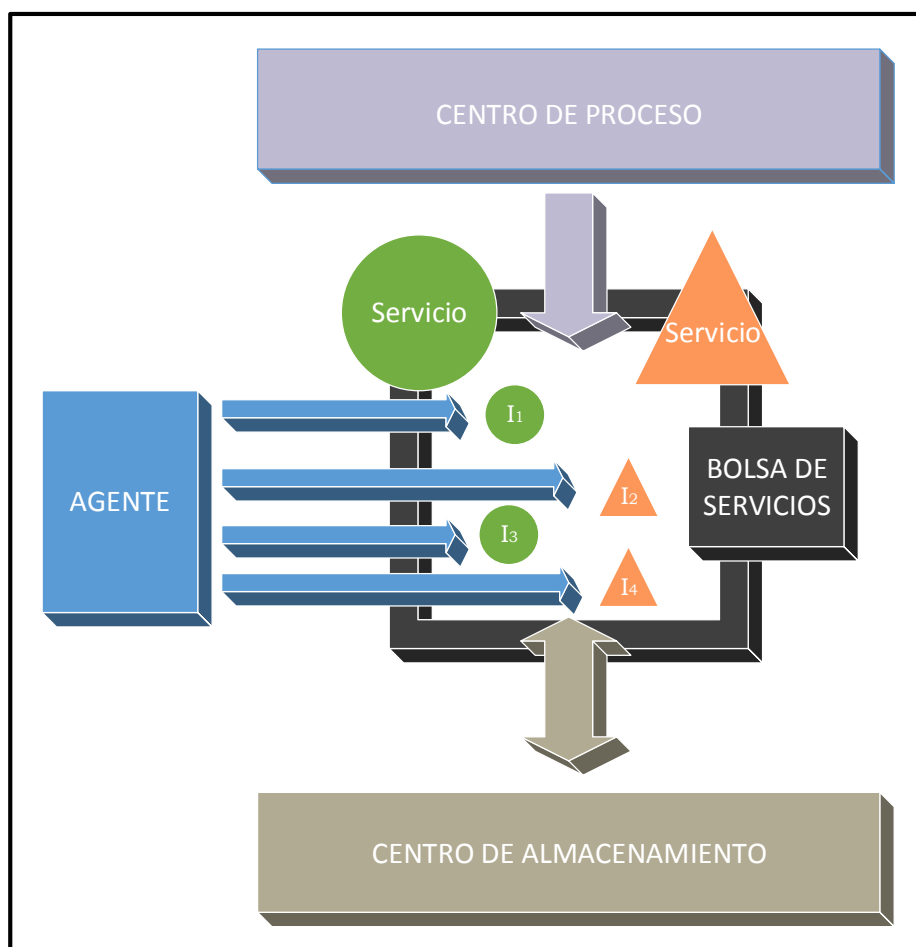 CENTRO DE PROCESO
Servicio
Servicio
I1
AGENTE
BOLSA DE
SERVICIOS
I2
I3
I4
CENTRO DE ALMACENAMIENTO